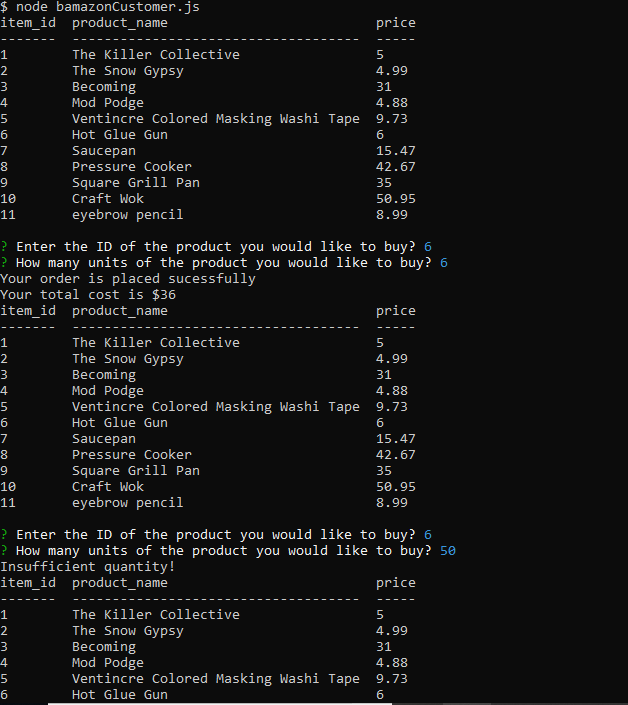 $ node bamazonCustomer.js
item_id  product_name                          price
-------  ------------------------------------  -----
1        The Killer Collective                 5
2        The Snow Gypsy                        4.99
3        Becoming                              31
4        Mod Podge                             4.88
5        Ventincre Colored Masking Washi Tape  9.73
6        Hot Glue Gun                          6
7        Saucepan                              15.47
8        Pressure Cooker                       42.67
9        Square Grill Pan                      35
10       Craft Wok                             50.95
11       eyebrow pencil                        8.99
? Enter the ID of the product you would like to buy? 6
? How many units of the product you would like to buy? 6
Your order is placed sucessfully
Your total cost is $36
item_id  product_name                          price
-------  ------------------------------------  -----
1        The Killer Collective                 5
2        The Snow Gypsy                        4.99
3        Becoming                              31
4        Mod Podge                             4.88
5        Ventincre Colored Masking Washi Tape  9.73
6        Hot Glue Gun                          6
7        Saucepan                              15.47
8        Pressure Cooker                       42.67
9        Square Grill Pan                      35
10       Craft Wok                             50.95
11       eyebrow pencil                        8.99
? Enter the ID of the product you would like to buy? 6
? How many units of the product you would like to buy? 50
Insufficient quantity!
item_id  product_name                          price
-------  ------------------------------------  -----
1        The Killer Collective                 5
2        The Snow Gypsy                        4.99
3        Becoming                              31
4        Mod Podge                             4.88
5        Ventincre Colored Masking Washi Tape  9.73
6        Hot Glue Gun                          6